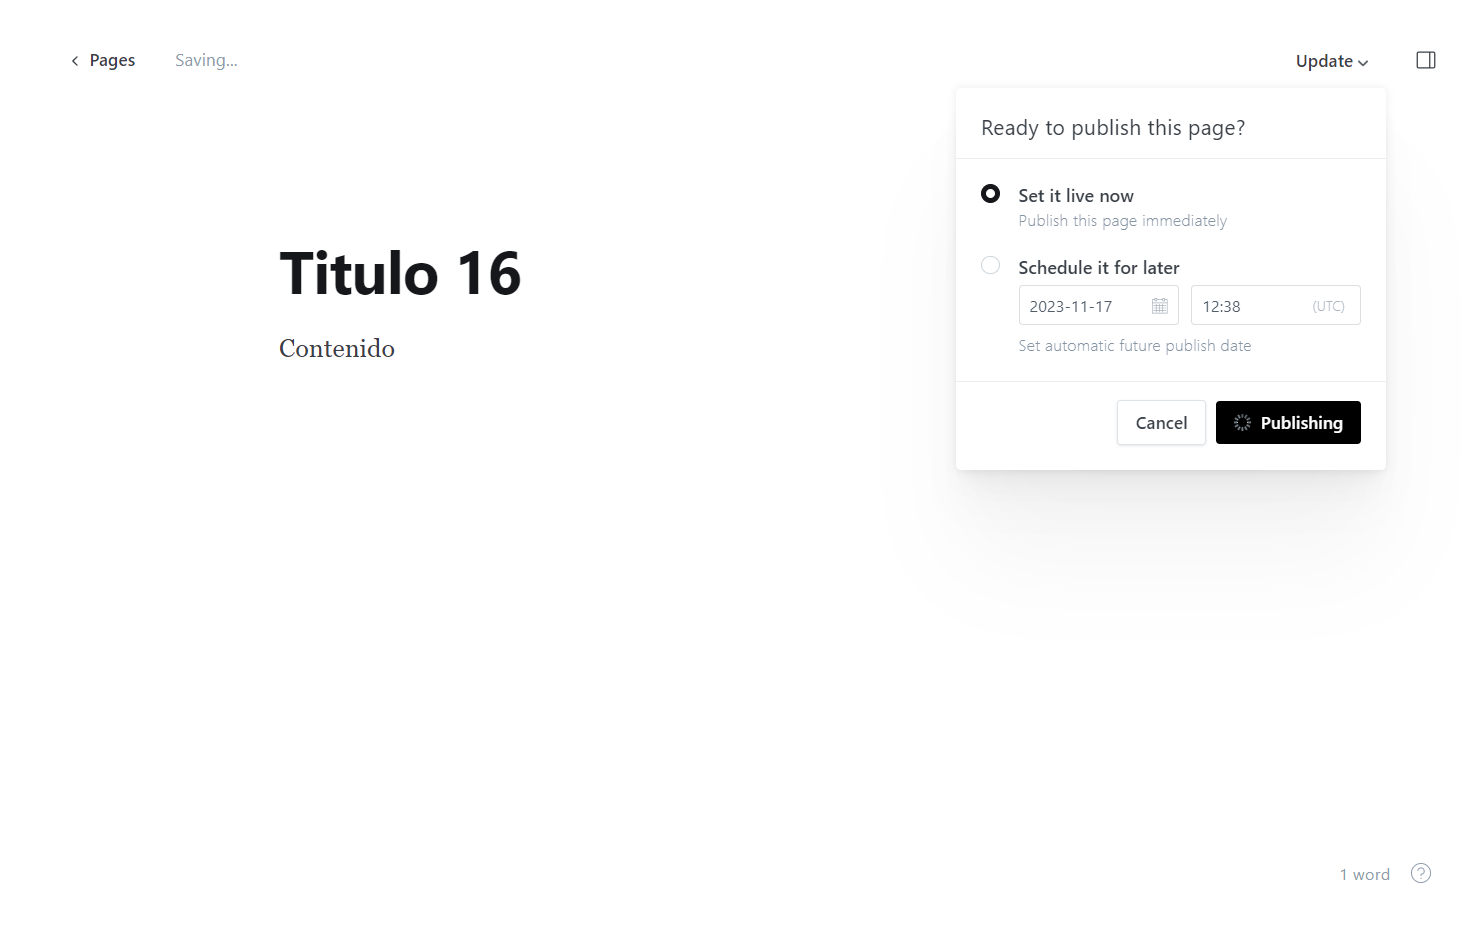 Pages
Saving...
Update
Ready to publish this page?
Set it live now
Publish this page immediately
Schedule it for later
2023-11-17
12:38
(UTC)
Set automatic future publish date
Cancel
Publishing
Titulo 16
Contenido
1 word
?